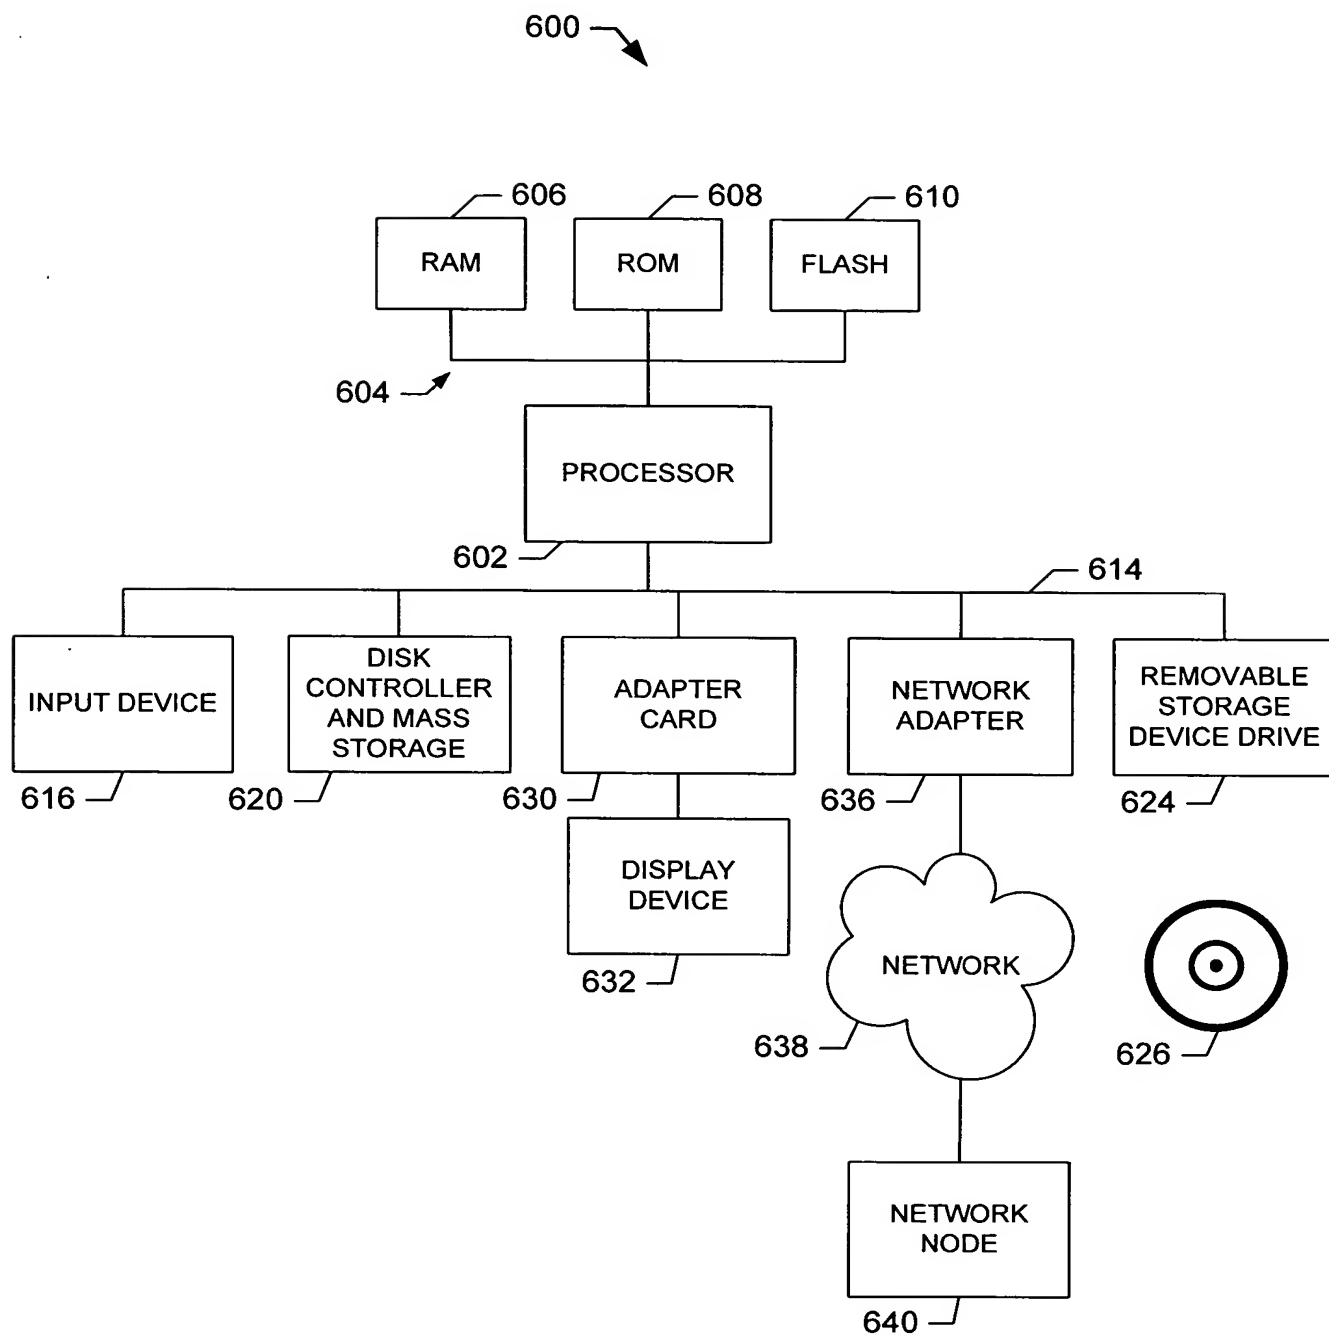 600
606
608
610
RAM
ROM
FLASH
604
PROCESSOR
602
614
INPUT DEVICE
DISK
CONTROLLER
AND MASS
STORAGE
ADAPTER
CARD
NETWORK
ADAPTER
REMOVABLE
STORAGE
DEVICE DRIVE
616
620
630
636
624
DISPLAY
DEVICE
632
NETWORK
638
626
NETWORK
NODE
640